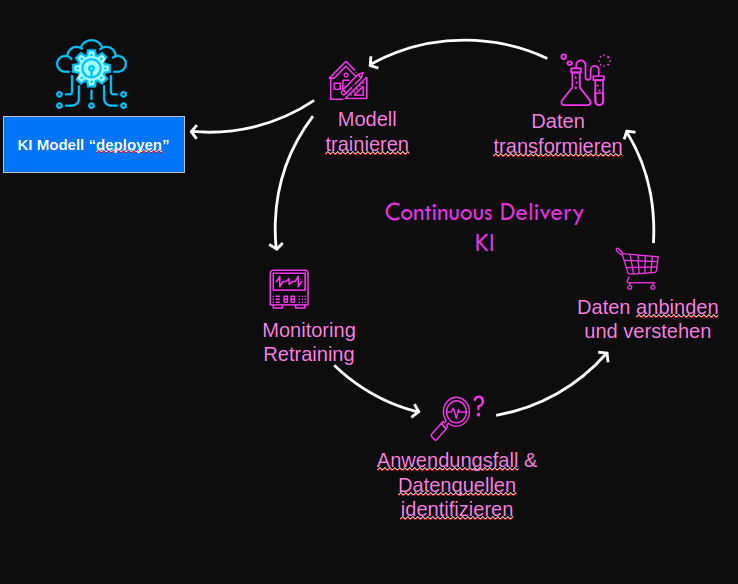 KI Modell “deployen”
Modell
trainieren
Daten
transformieren
Continuous Delivery
KI
Daten anbinden
und verstehen
Monitoring
Retraining
?
Anwendungsfall &
Datenquellen
identifizieren